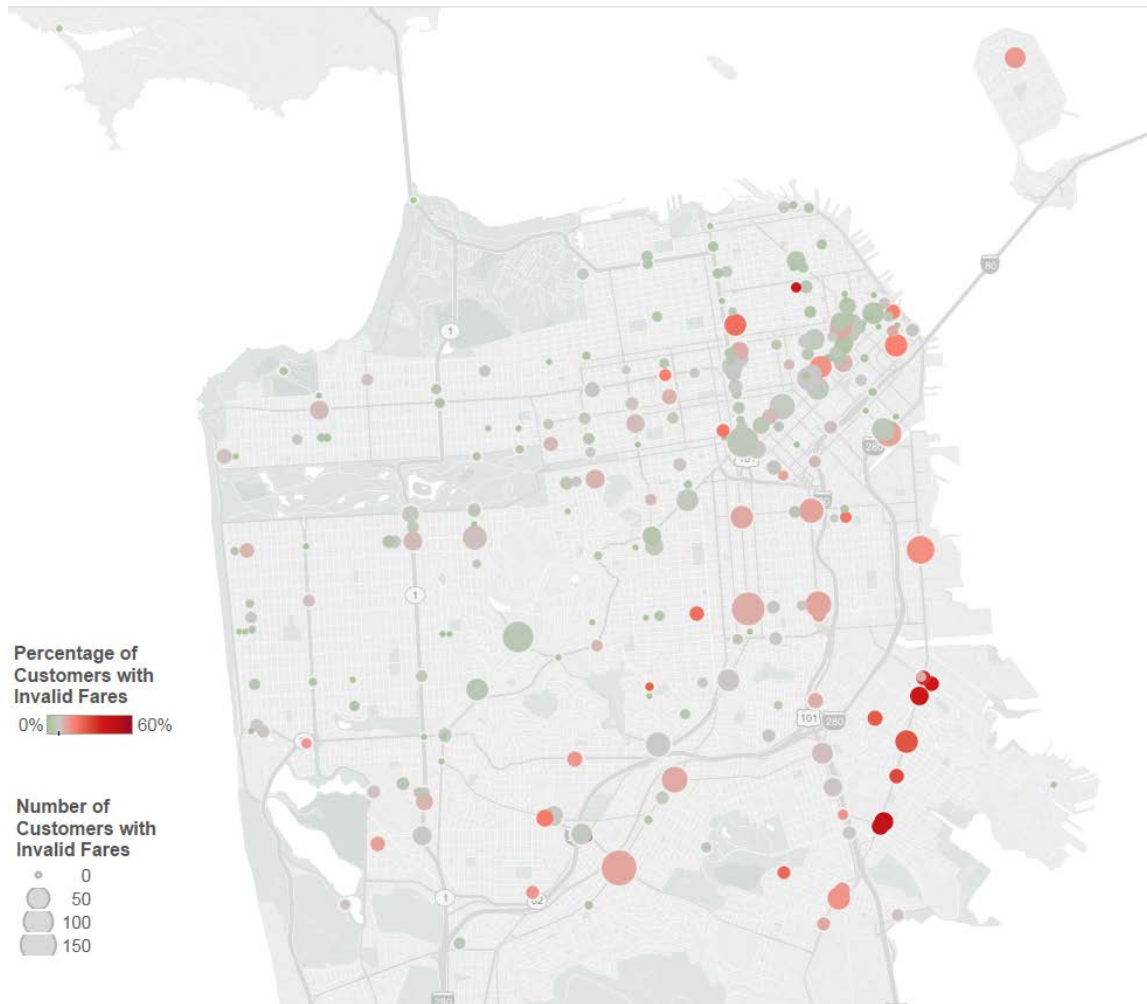 80
1
280
101
1
Percentage of
Customers with
Invalid Fares
0% 60%
101
280
Number of
Customers with
Invalid Fares
0
50
100
150
1
82
280